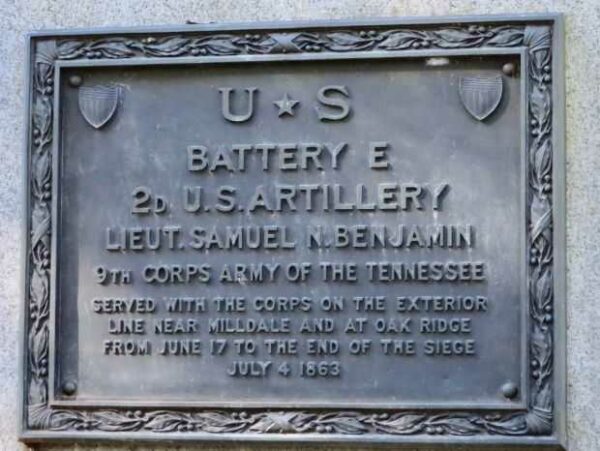 U ★ S
BATTERY E
2D U.S. ARTILLERY
LIEUT. SAMUEL N. BENJAMIN
9TH CORPS ARMY OF THE TENNESSEE
SERVED WITH THE CORPS ON THE EXTERIOR
LINE NEAR MILLDALE AND AT OAK RIDGE
FROM JUNE 17 TO THE END OF THE SIEGE
JULY 4 1863